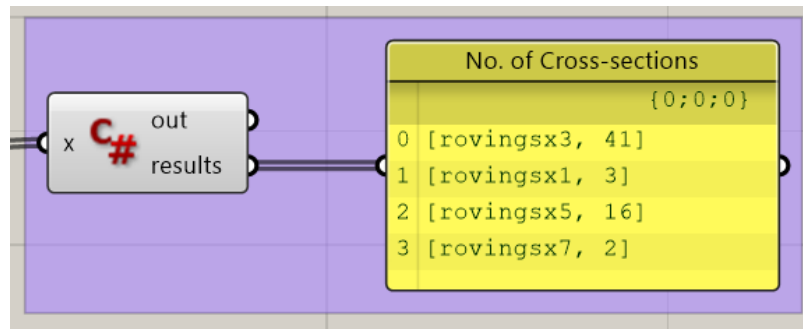 No. of Cross-sections
{0;0;0}
x C# out
results
0 [rovingsx3, 41]
1 [rovingsx1, 3]
2 [rovingsx5, 16]
3 [rovingsx7, 2]